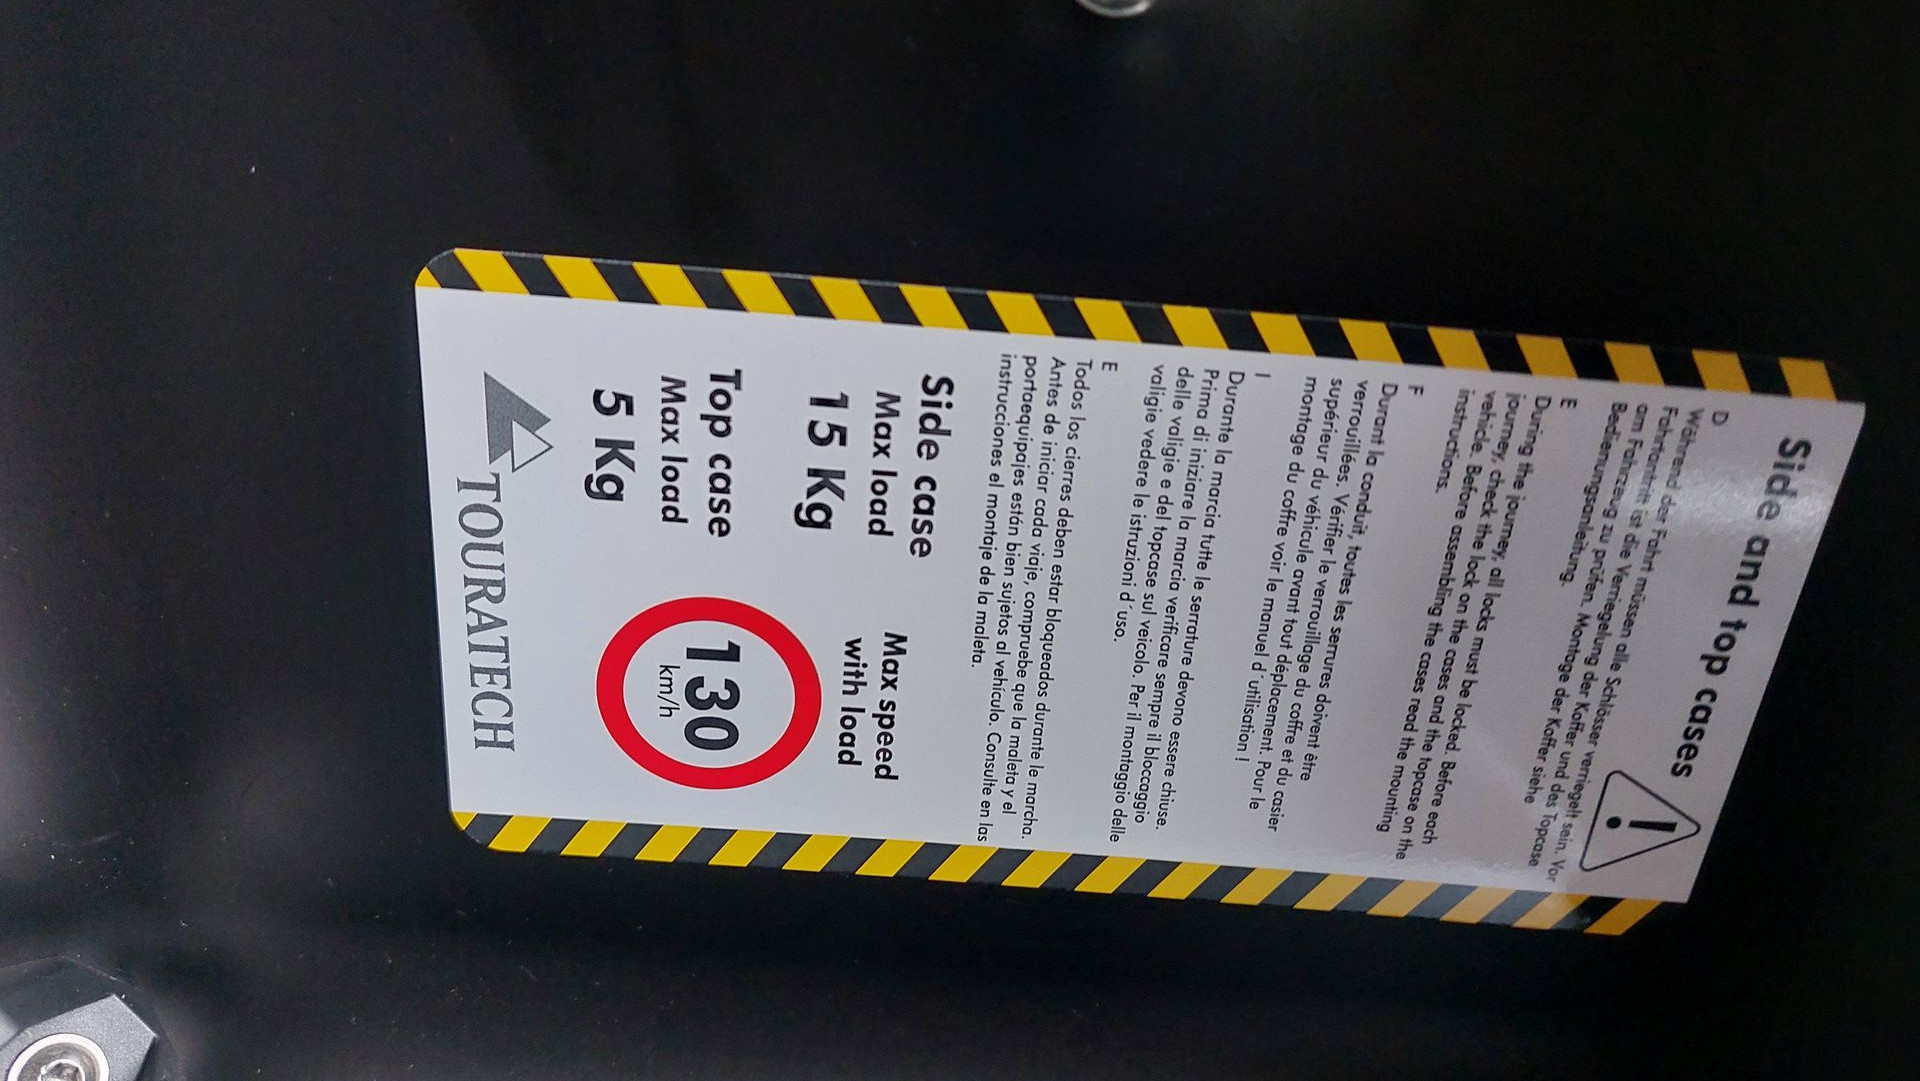 Side and top cases
D
Während der Fahrt müssen alle Schlösser verriegelt sein. Vor
Fahrtantritt ist die Verriegelung der Koffer und des Topcase
am Fahrzeug zu prüfen. Montage der Koffer siehe
Bedienungsanleitung.
E
During the journey, all locks must be locked. Before each
journey, check the lock on the cases and the topcase on the
vehicle. Before assembling the cases read the mounting
instructions.
F
Durant la conduit, toutes les serrures doivent être
verrouillées. Vérifier le verrouillage du coffre et du casier
supérieur du véhicule avant tout déplacement. Pour le
montage du coffre voir le manuel d´utilisation !
I
Durante la marcia tutte le serrature devono essere chiuse.
Prima di iniziare la marcia verificare sempre il bloccaggio
delle valigie e del topcase sul veicolo. Per il montaggio delle
valigie vedere le istruzioni d´uso.
E
Todos los cierres deben estar bloqueados durante le marcha.
Antes de iniciar cada viaje, compruebe que la maleta y el
portaequipajes están bien sujetos al vehículo. Consulte en las
instrucciones el montaje de la maleta.
Side case
Max load
15 Kg
Top case
Max load
5 Kg
Max speed
with load
130
km/h
TOURATECH